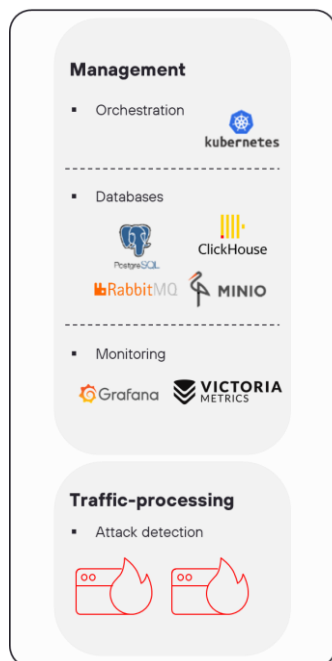 Management
▪ Orchestration
kubernetes
▪ Databases
PostgreSQL
ClickHouse
RabbitMQ
MINIO
▪ Monitoring
Grafana
VICTORIA
METRICS
Traffic-processing
▪ Attack detection